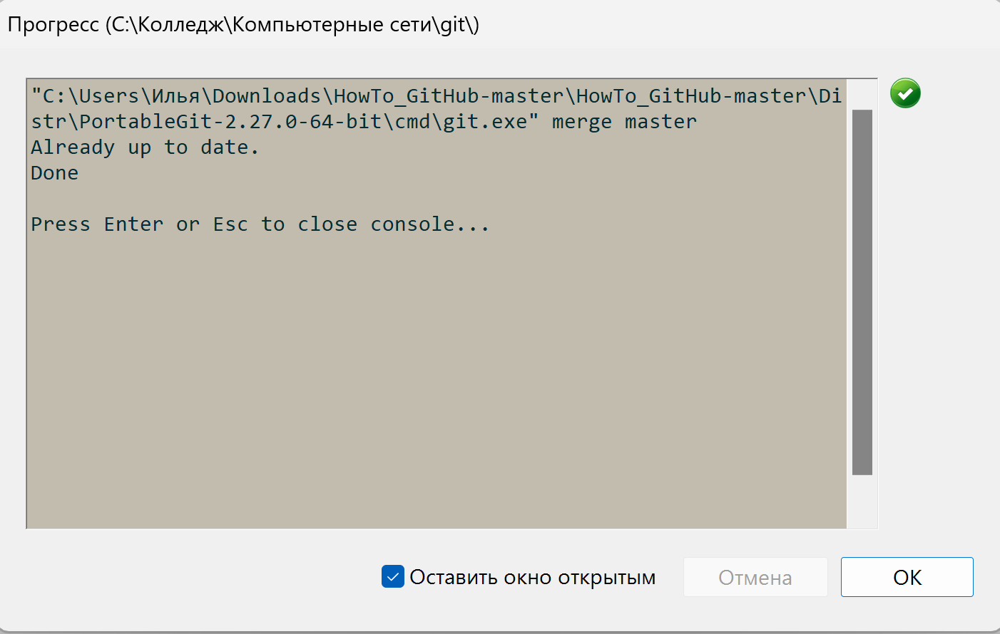 Прогресс (C:\Колледж\Компьютерные сети\git\)
"C:\Users\Илья\Downloads\HowTo_GitHub-master\HowTo_GitHub-master\Di
str\PortableGit-2.27.0-64-bit\cmd\git.exe" merge master
Already up to date.
Done
Press Enter or Esc to close console...
Оставить окно открытым
Отмена
ОК